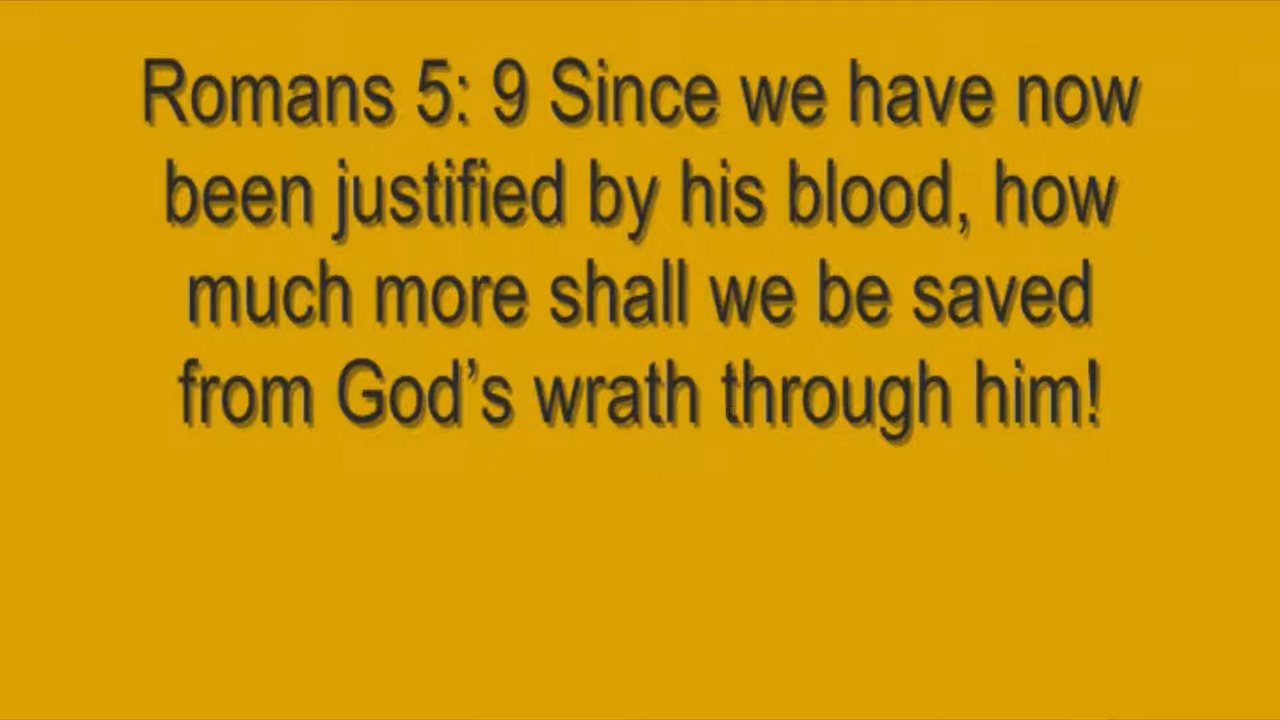 Romans 5: 9 Since we have now
been justified by his blood, how
much more shall we be saved
from God’s wrath through him!